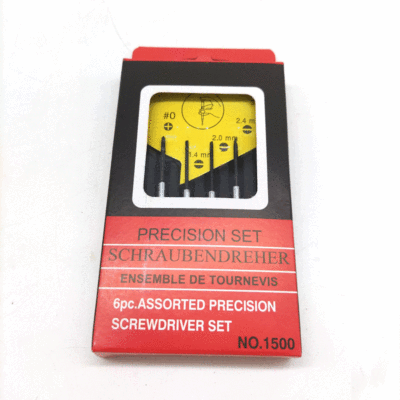 #0
2.4 mm
2.0 mm
1.4 mm
PRECISION SET
SCHRAUBENDREHER
ENSEMBLE DE TOURNEVIS
6pc.ASSORTED PRECISION
SCREWDRIVER SET
NO.1500